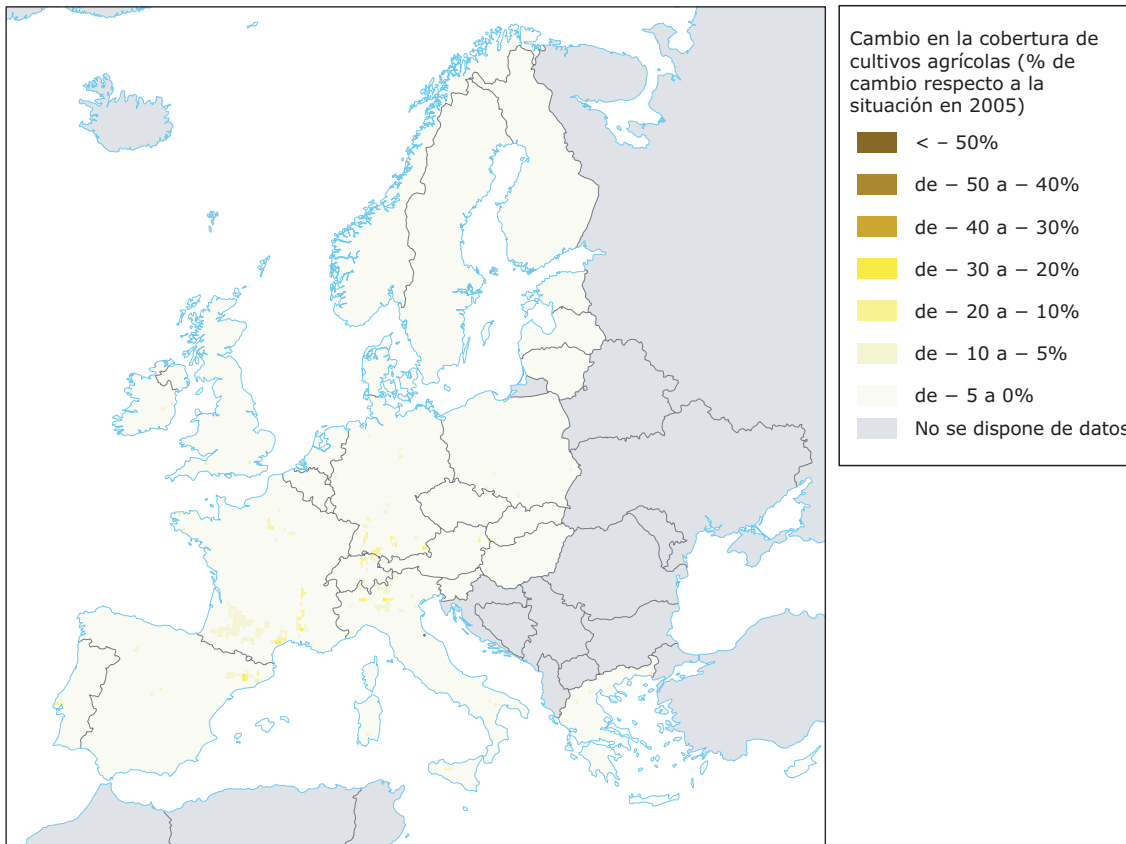 Cambio en la cobertura de
cultivos agrícolas (% de
cambio respecto a la
situación en 2005)
< – 50%
de – 50 a – 40%
de – 40 a – 30%
de – 30 a – 20%
de – 20 a – 10%
de – 10 a – 5%
de – 5 a 0%
No se dispone de datos